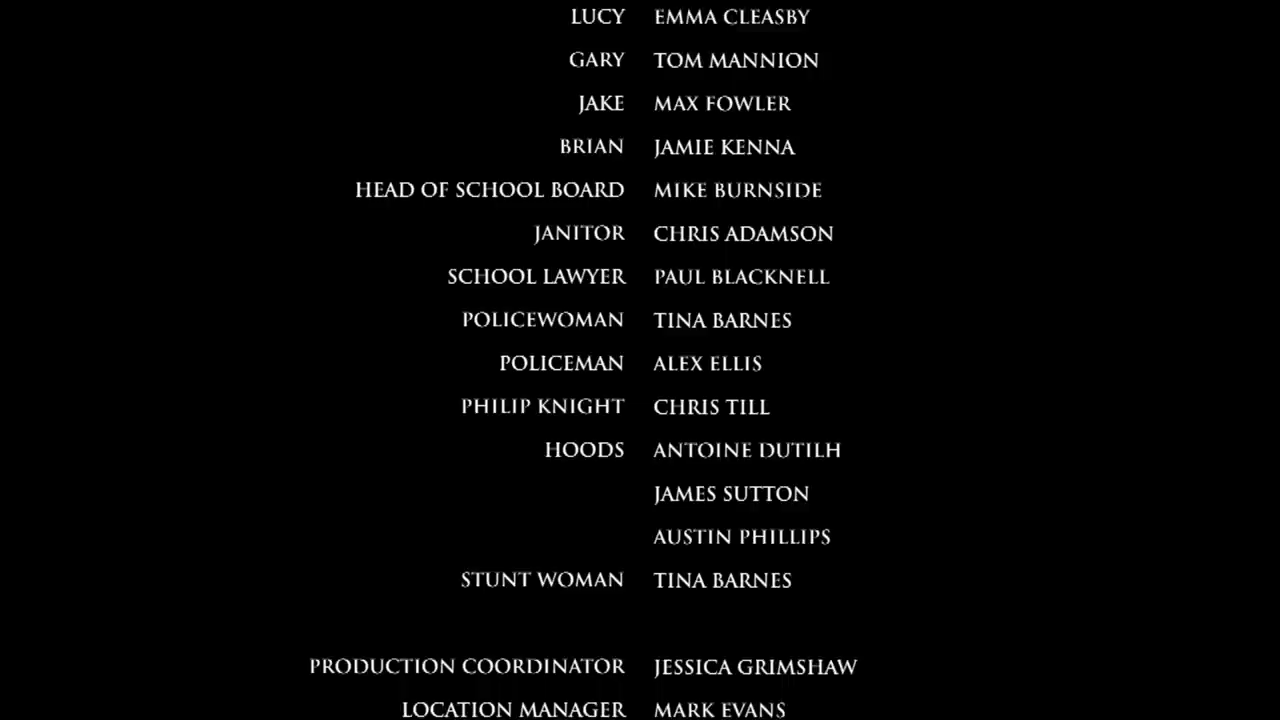 LUCY EMMA CLEASBY
GARY TOM MANNION
JAKE MAX FOWLER
BRIAN JAMIE KENNA
HEAD OF SCHOOL BOARD MIKE BURNSIDE
JANITOR CHRIS ADAMSON
SCHOOL LAWYER PAUL BLACKNELL
POLICEWOMAN TINA BARNES
POLICEMAN ALEX ELLIS
PHILIP KNIGHT CHRIS TILL
HOODS ANTOINE DUTILH
JAMES SUTTON
AUSTIN PHILLIPS
STUNT WOMAN TINA BARNES
PRODUCTION COORDINATOR JESSICA GRIMSHAW
LOCATION MANAGER MARK EVANS